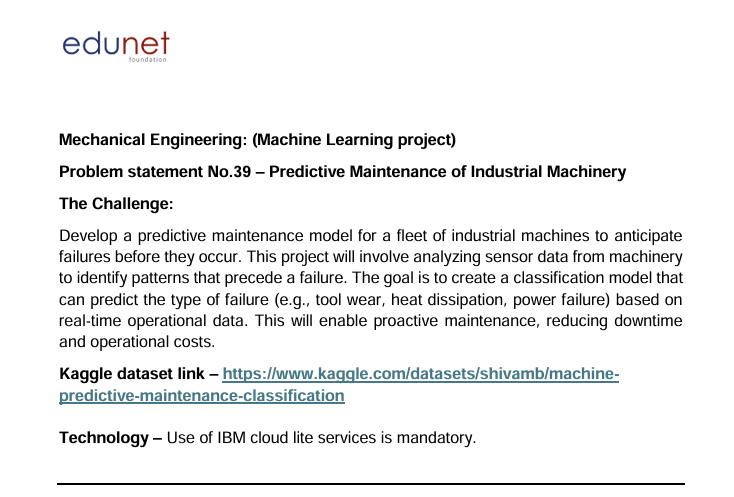 edunet
foundation
Mechanical Engineering: (Machine Learning project)
Problem statement No.39 – Predictive Maintenance of Industrial Machinery
The Challenge:
Develop a predictive maintenance model for a fleet of industrial machines to anticipate
failures before they occur. This project will involve analyzing sensor data from machinery
to identify patterns that precede a failure. The goal is to create a classification model that
can predict the type of failure (e.g., tool wear, heat dissipation, power failure) based on
real-time operational data. This will enable proactive maintenance, reducing downtime
and operational costs.
Kaggle dataset link – https://www.kaggle.com/datasets/shivamb/machine-
predictive-maintenance-classification
Technology – Use of IBM cloud lite services is mandatory.